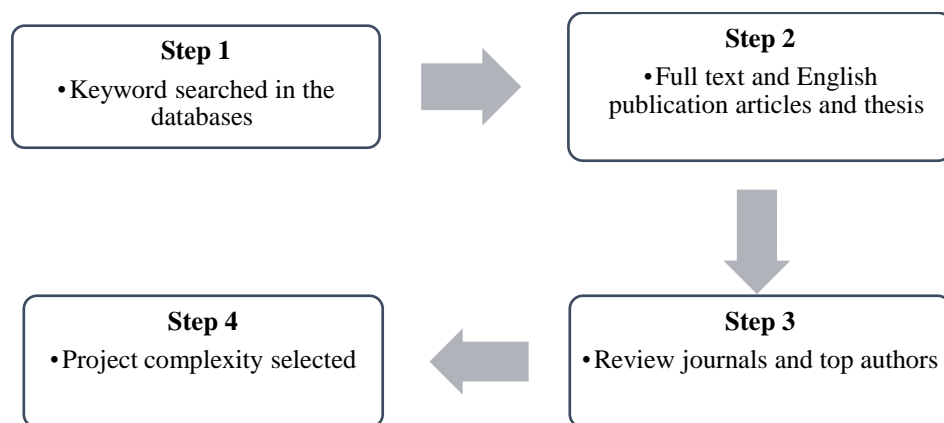 Step 1
•Keyword searched in the
databases
Step 2
•Full text and English
publication articles and thesis
Step 3
•Review journals and top authors
Step 4
•Project complexity selected